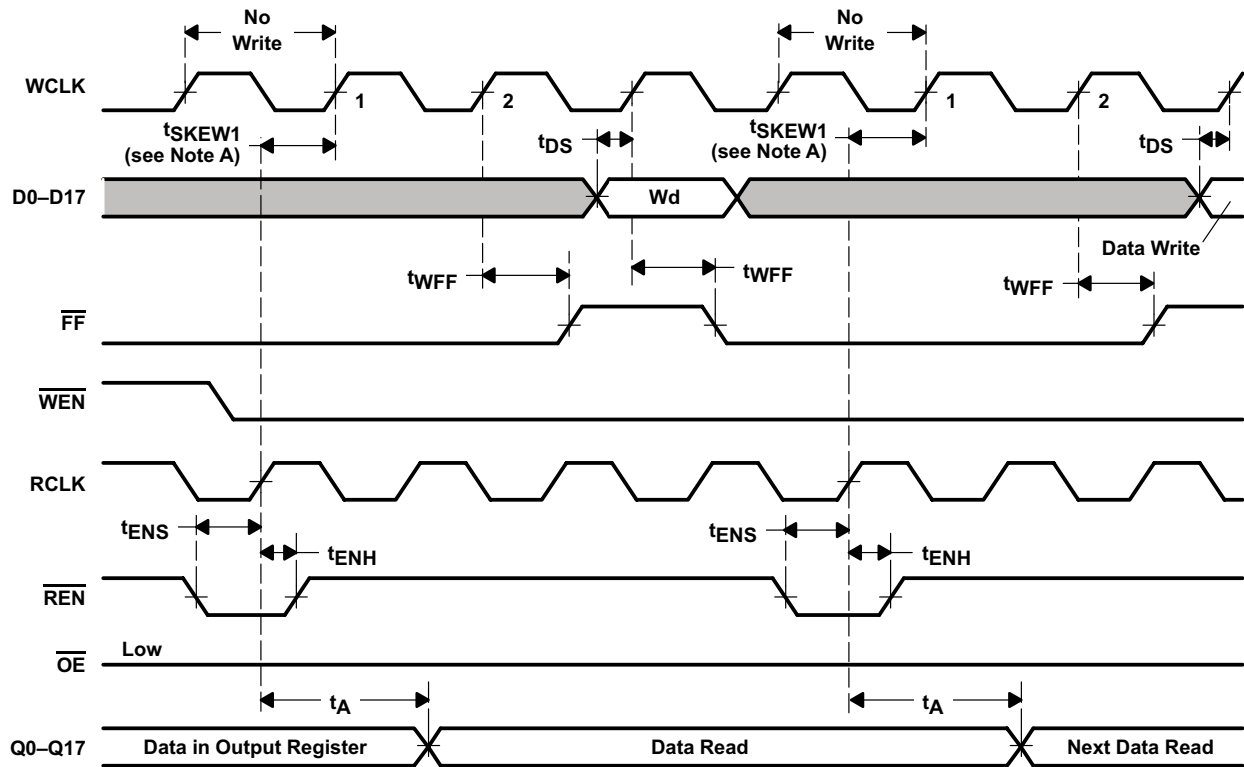 No
Write
No
Write
WCLK
1
2
1
2
tSKEW1
(see Note A)
tDS
tSKEW1
(see Note A)
tDS
D0–D17
Wd
Data Write
tWFF
tWFF
tWFF
FF
WEN
RCLK
tENS
tENH
tENS
tENH
REN
OE
Low
tA
tA
Q0–Q17
Data in Output Register
Data Read
Next Data Read